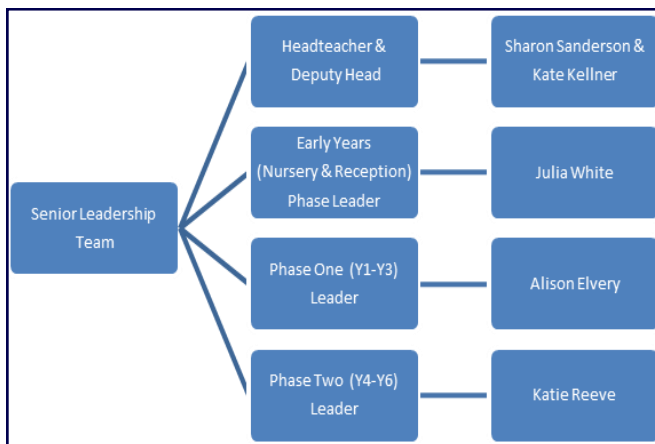 Headteacher &
Deputy Head
Sharon Sanderson &
Kate Kellner
Early Years
(Nursery & Reception)
Phase Leader
Julia White
Senior Leadership
Team
Phase One (Y1-Y3)
Leader
Alison Elvery
Phase Two (Y4-Y6)
Leader
Katie Reeve